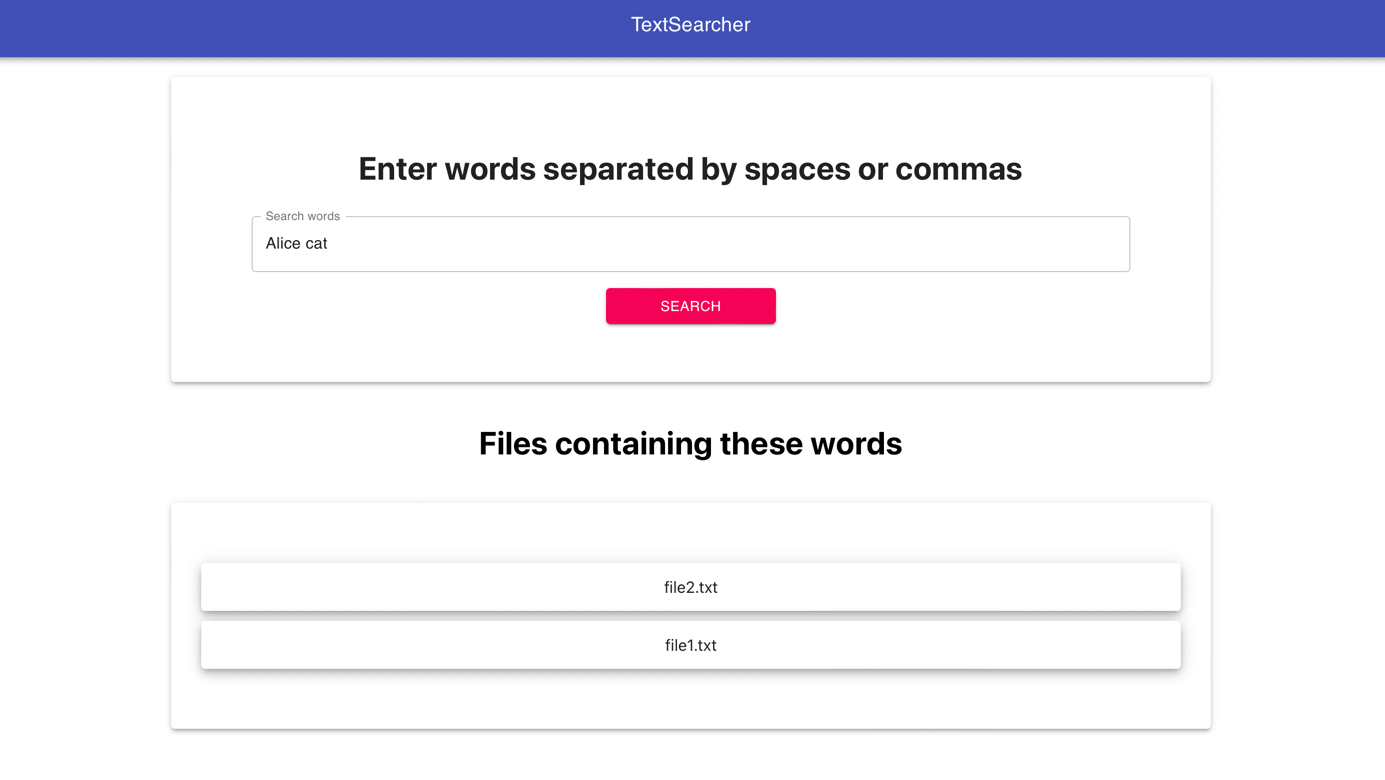 TextSearcher
Enter words separated by spaces or commas
Search words
Alice cat
SEARCH
Files containing these words
file2.txt
file1.txt